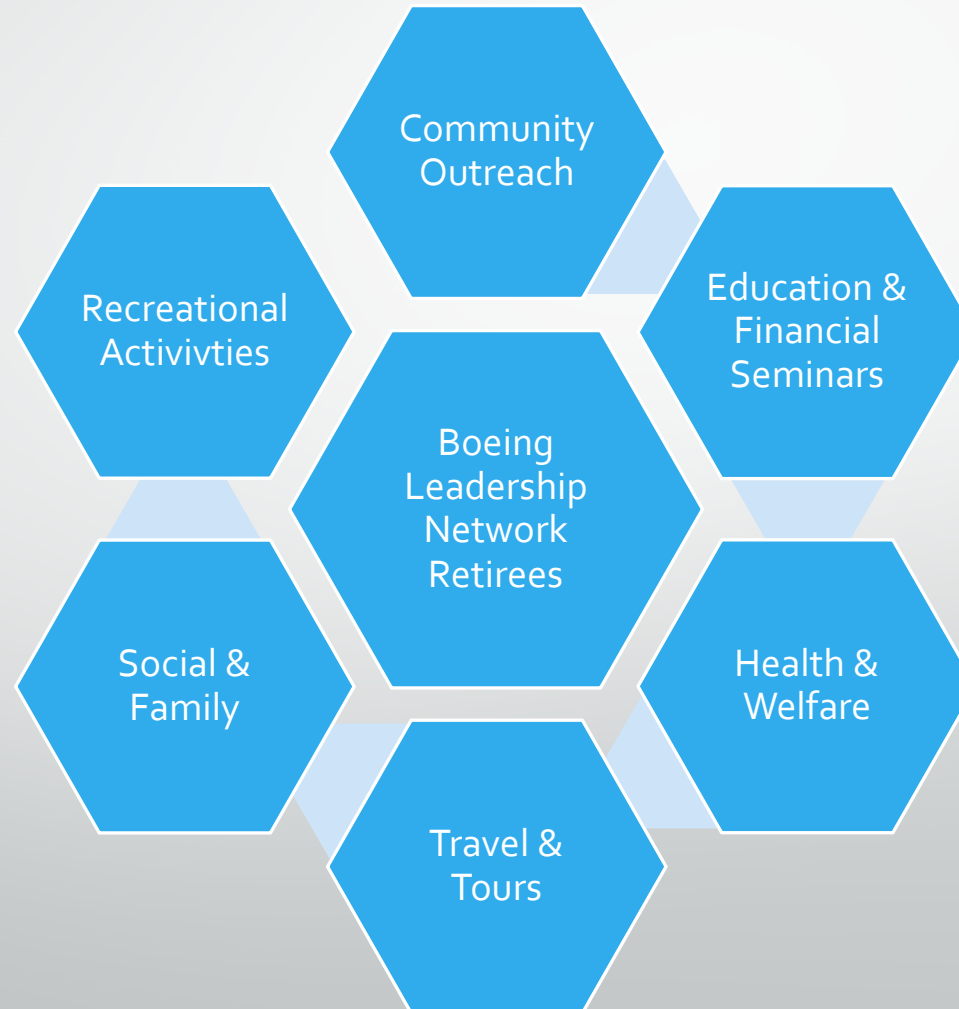 Community
Outreach
Education &
Financial
Seminars
Recreational
Activivties
Boeing
Leadership
Network
Retirees
Health &
Welfare
Social &
Family
Travel &
Tours